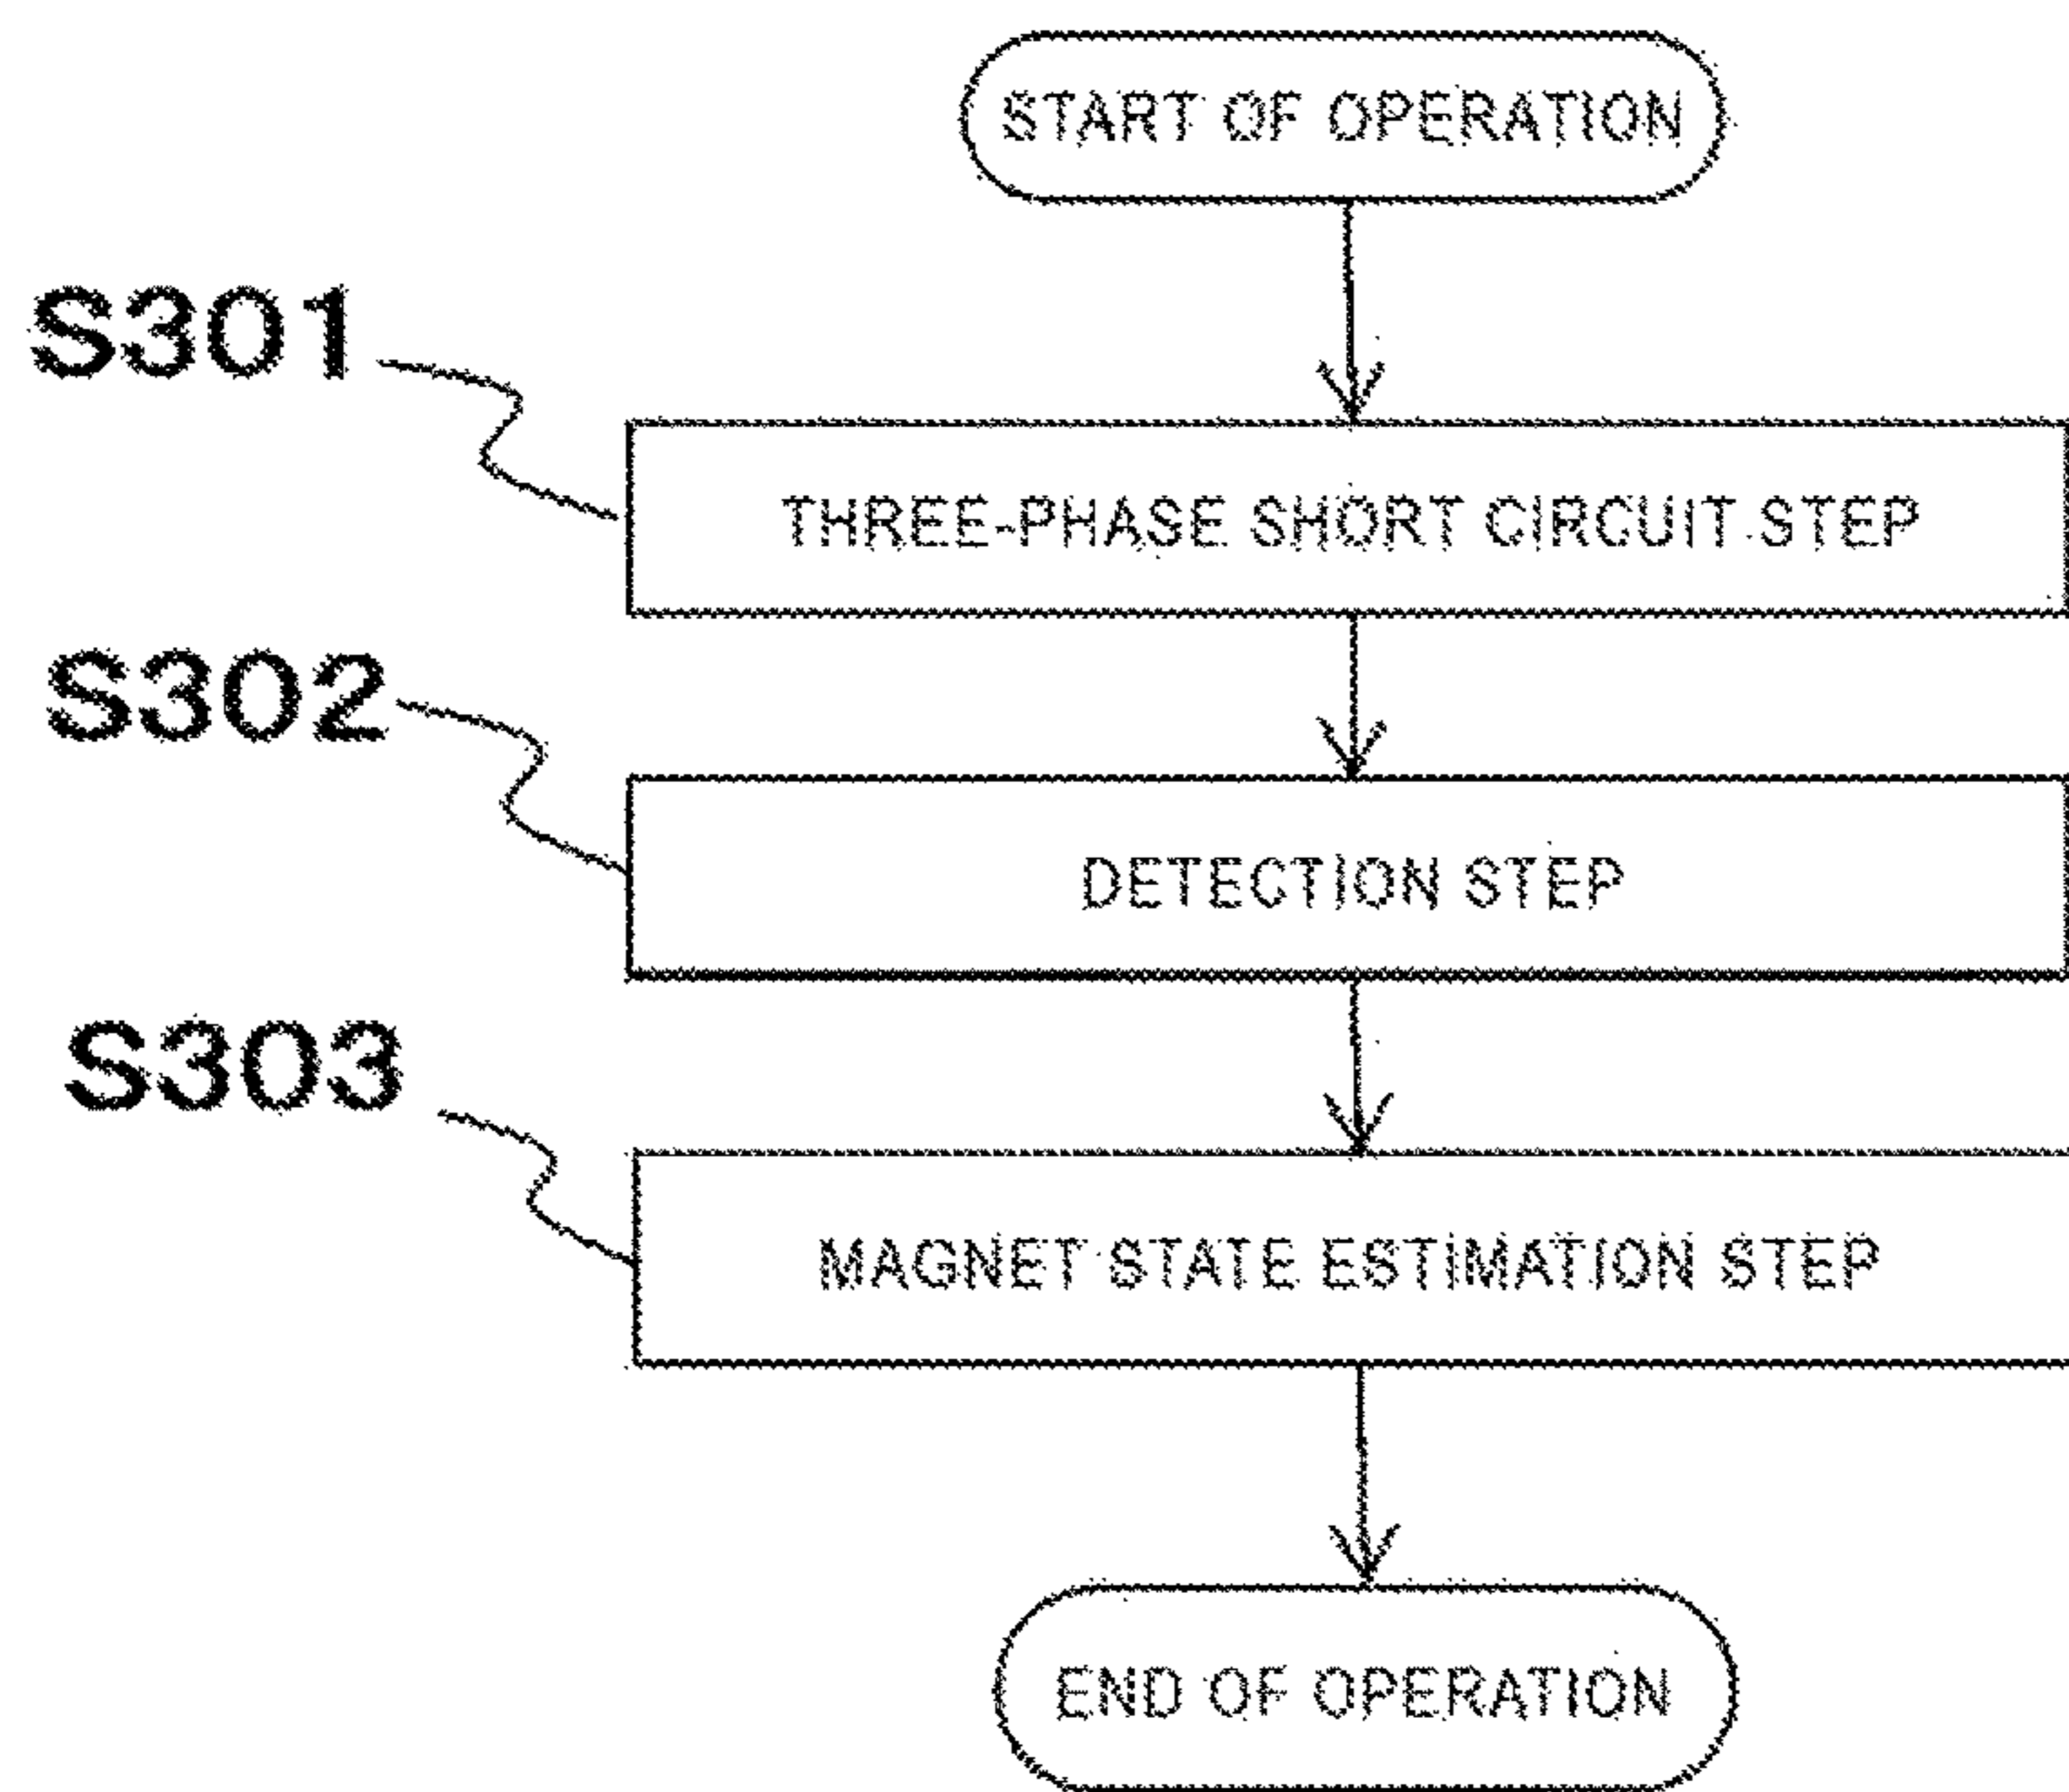 START OF OPERATION
S301
THREE-PHASE SHORT CIRCUIT STEP
S302
DETECTION STEP
S303
MAGNET STATE ESTIMATION STEP
END OF OPERATION